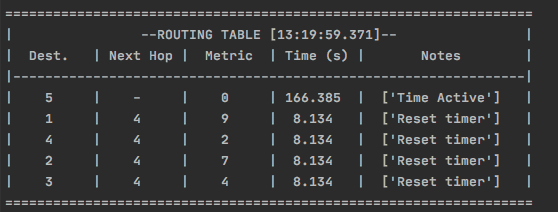 ==================================================================
|                --ROUTING TABLE [13:19:59.371]--                |
|  Dest.   | Next Hop |  Metric  | Time (s) |       Notes        |
|----------------------------------------------------------------|
|    5     |    –     |    0     | 166.385  |  ['Time Active']   |
|    1     |    4     |    9     |  8.134   |  ['Reset timer']   |
|    4     |    4     |    2     |  8.134   |  ['Reset timer']   |
|    2     |    4     |    7     |  8.134   |  ['Reset timer']   |
|    3     |    4     |    4     |  8.134   |  ['Reset timer']   |
==================================================================